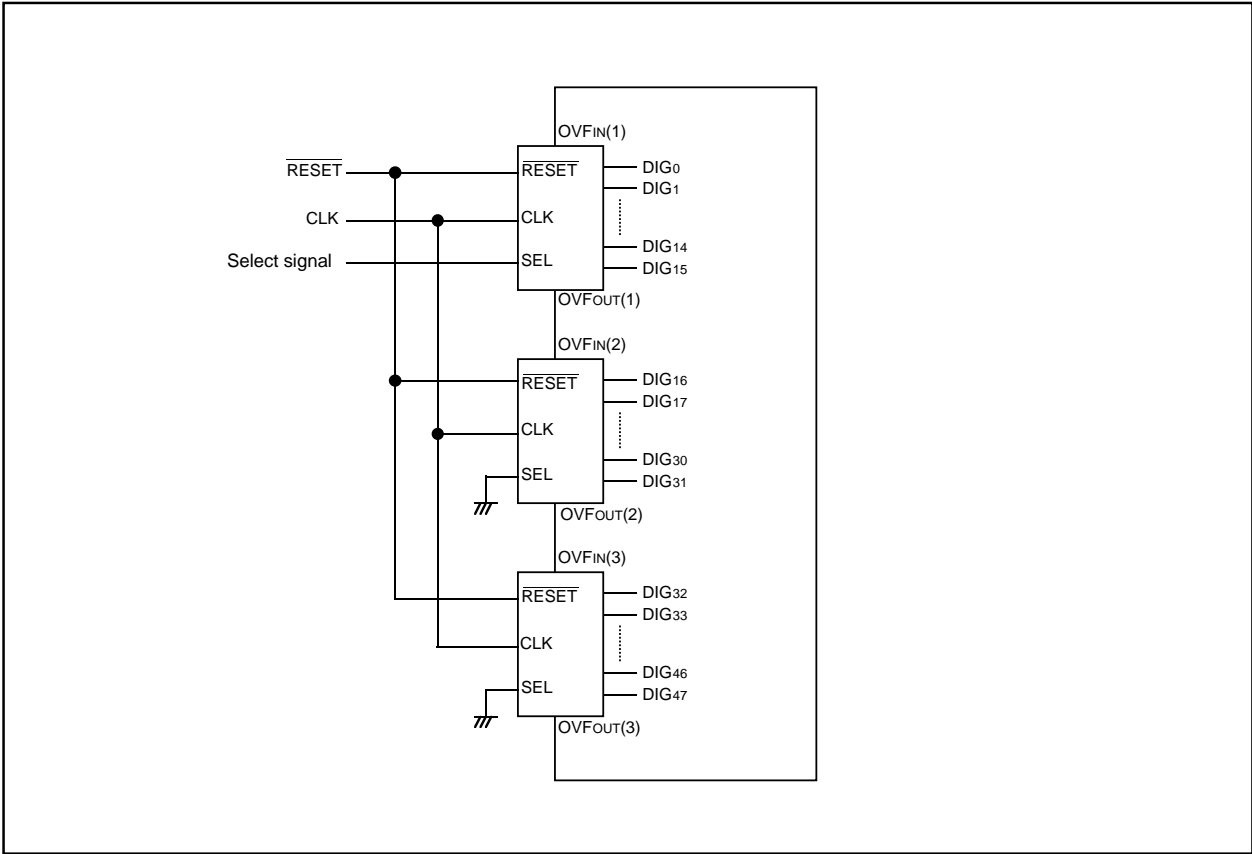 OVFIN(1)
RESET
CLK
Select signal
RESET
CLK
SEL
DIG0
DIG1
DIG14
DIG15
OVFOUT(1)
OVFIN(2)
RESET
CLK
SEL
DIG16
DIG17
DIG30
DIG31
OVFOUT(2)
OVFIN(3)
RESET
CLK
SEL
DIG32
DIG33
DIG46
DIG47
OVFOUT(3)